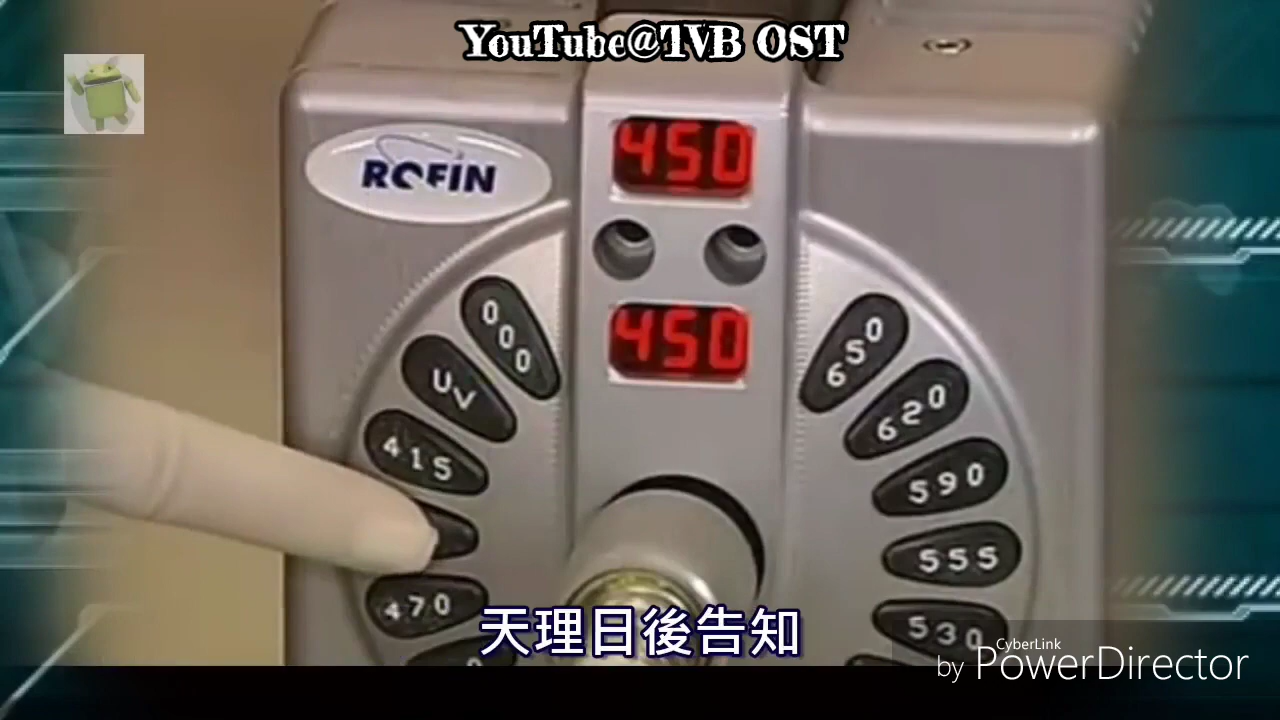 YouTube@TVB OST
ROFIN
450
450
000
UV
415
470
650
620
590
555
530
天理日後告知
CyberLink
by PowerDirector